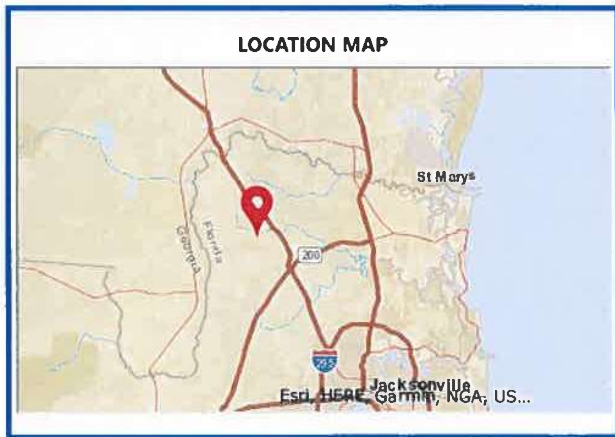 LOCATION MAP
St Marys
Georgia
Florida
200
295
Jacksonville
Esri, HERE, Garmin, NGA, US...